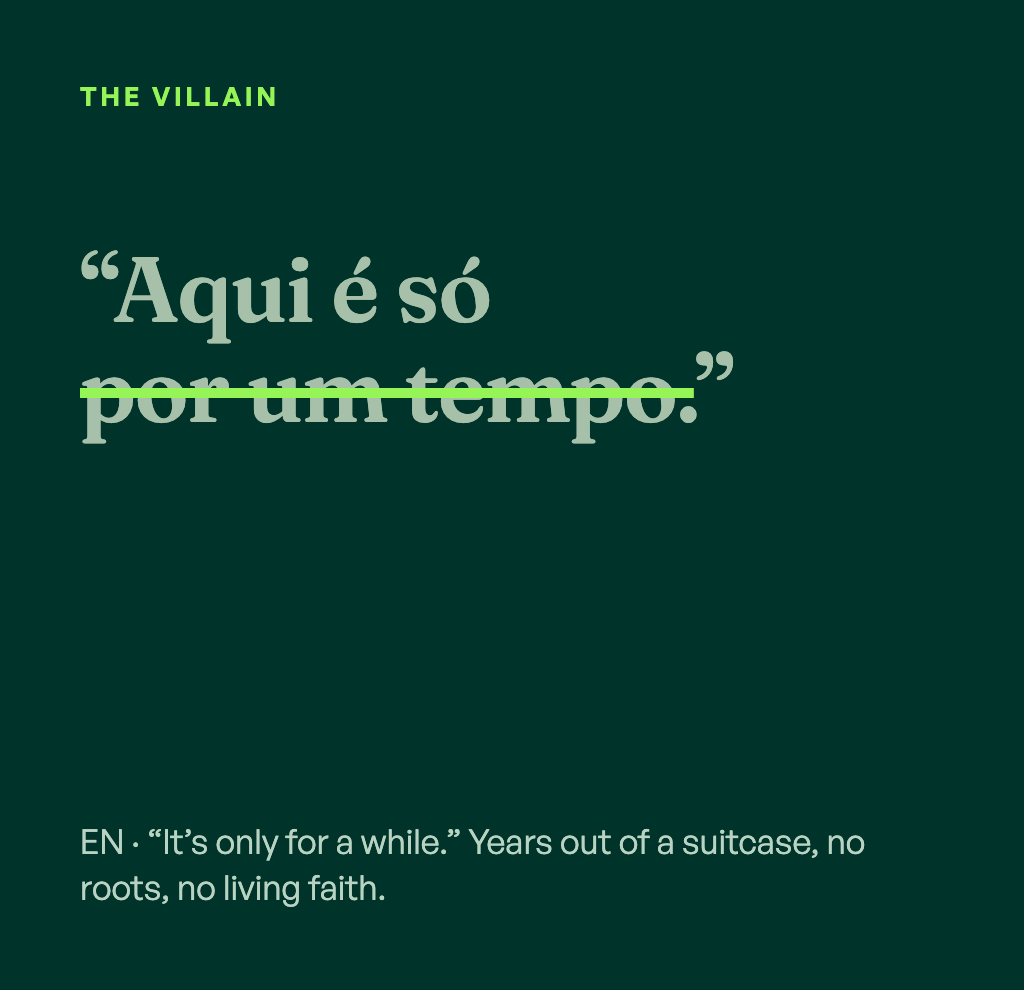 THE VILLAIN
“Aqui é só
por um tempo.”
EN · “It’s only for a while.” Years out of a suitcase, no
roots, no living faith.